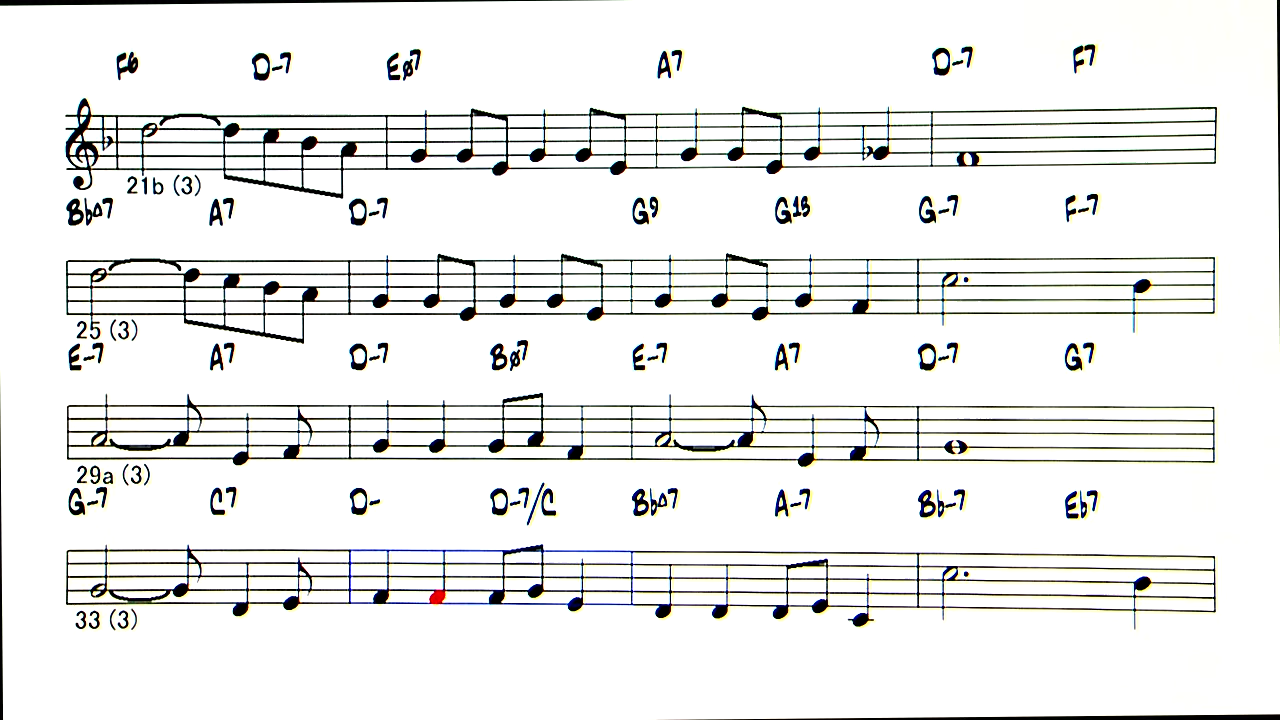 F6 D-7 Eø7 A7 D-7 F7
21b (3)
Bb△7 A7 D-7 G9 G13 G-7 F-7
25 (3)
E-7 A7 D-7 Bø7 E-7 A7 D-7 G7
29a (3)
G-7 C7 D- D-7/C Bb△7 A-7 Bb-7 Eb7
33 (3)